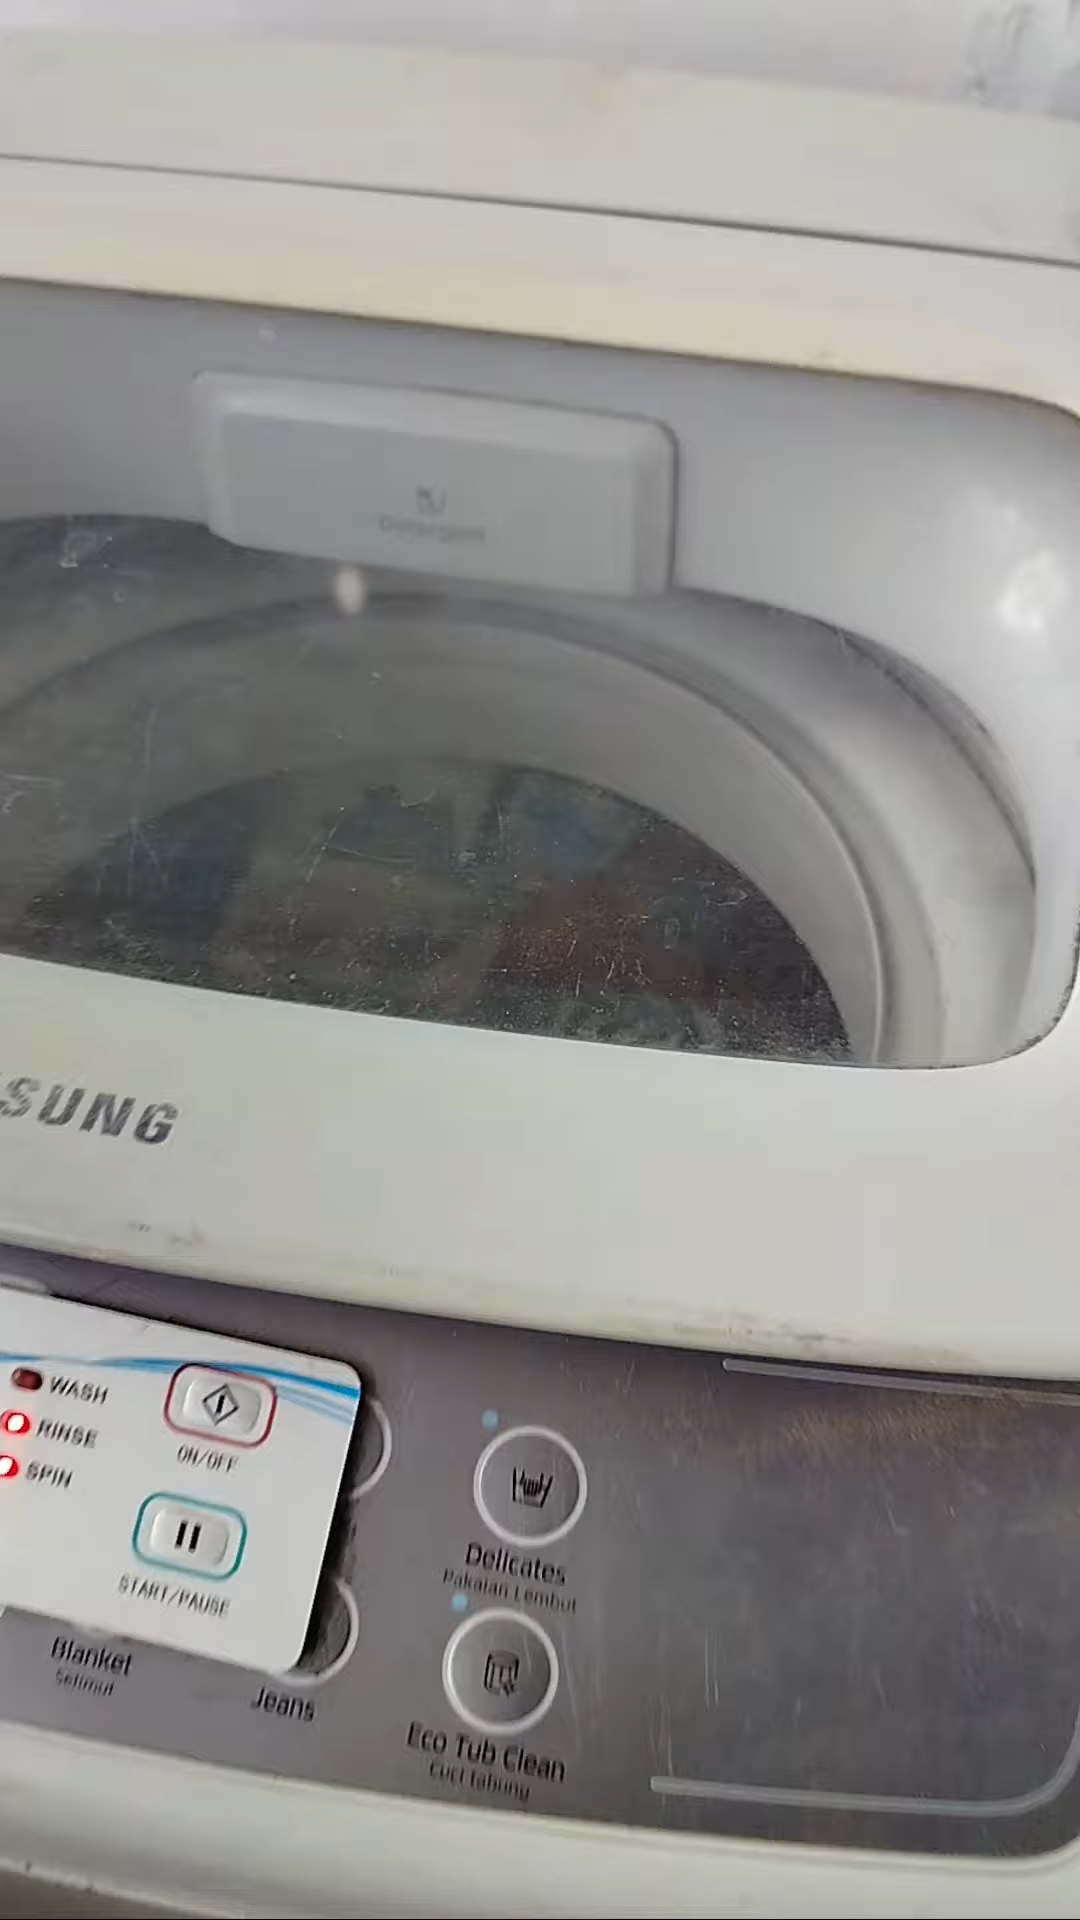 Detergent
SUNG
WASH
RINSE
SPIN
ON/OFF
START/PAUSE
Blanket
Selimut
Jeans
Delicates
Pakaian Lembut
Eco Tub Clean
Cuci tabung